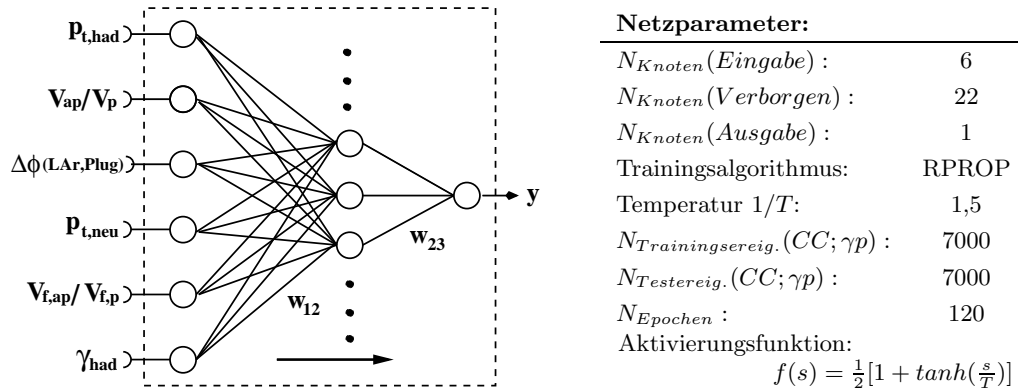 p_t,had
V_ap/V_p
Δϕ(LAr,Plug)
p_t,neu
V_f,ap/V_f,p
γ_had
w_12
w_23
y
Netzparameter:
N_Knoten(Eingabe) : 6
N_Knoten(Verborgen) : 22
N_Knoten(Ausgabe) : 1
Trainingsalgorithmus: RPROP
Temperatur 1/T: 1,5
N_Trainingsereig.(CC; γp) : 7000
N_Testereig.(CC; γp) : 7000
N_Epochen : 120
Aktivierungsfunktion:
f(s) = 1/2[1 + tanh(s/T)]